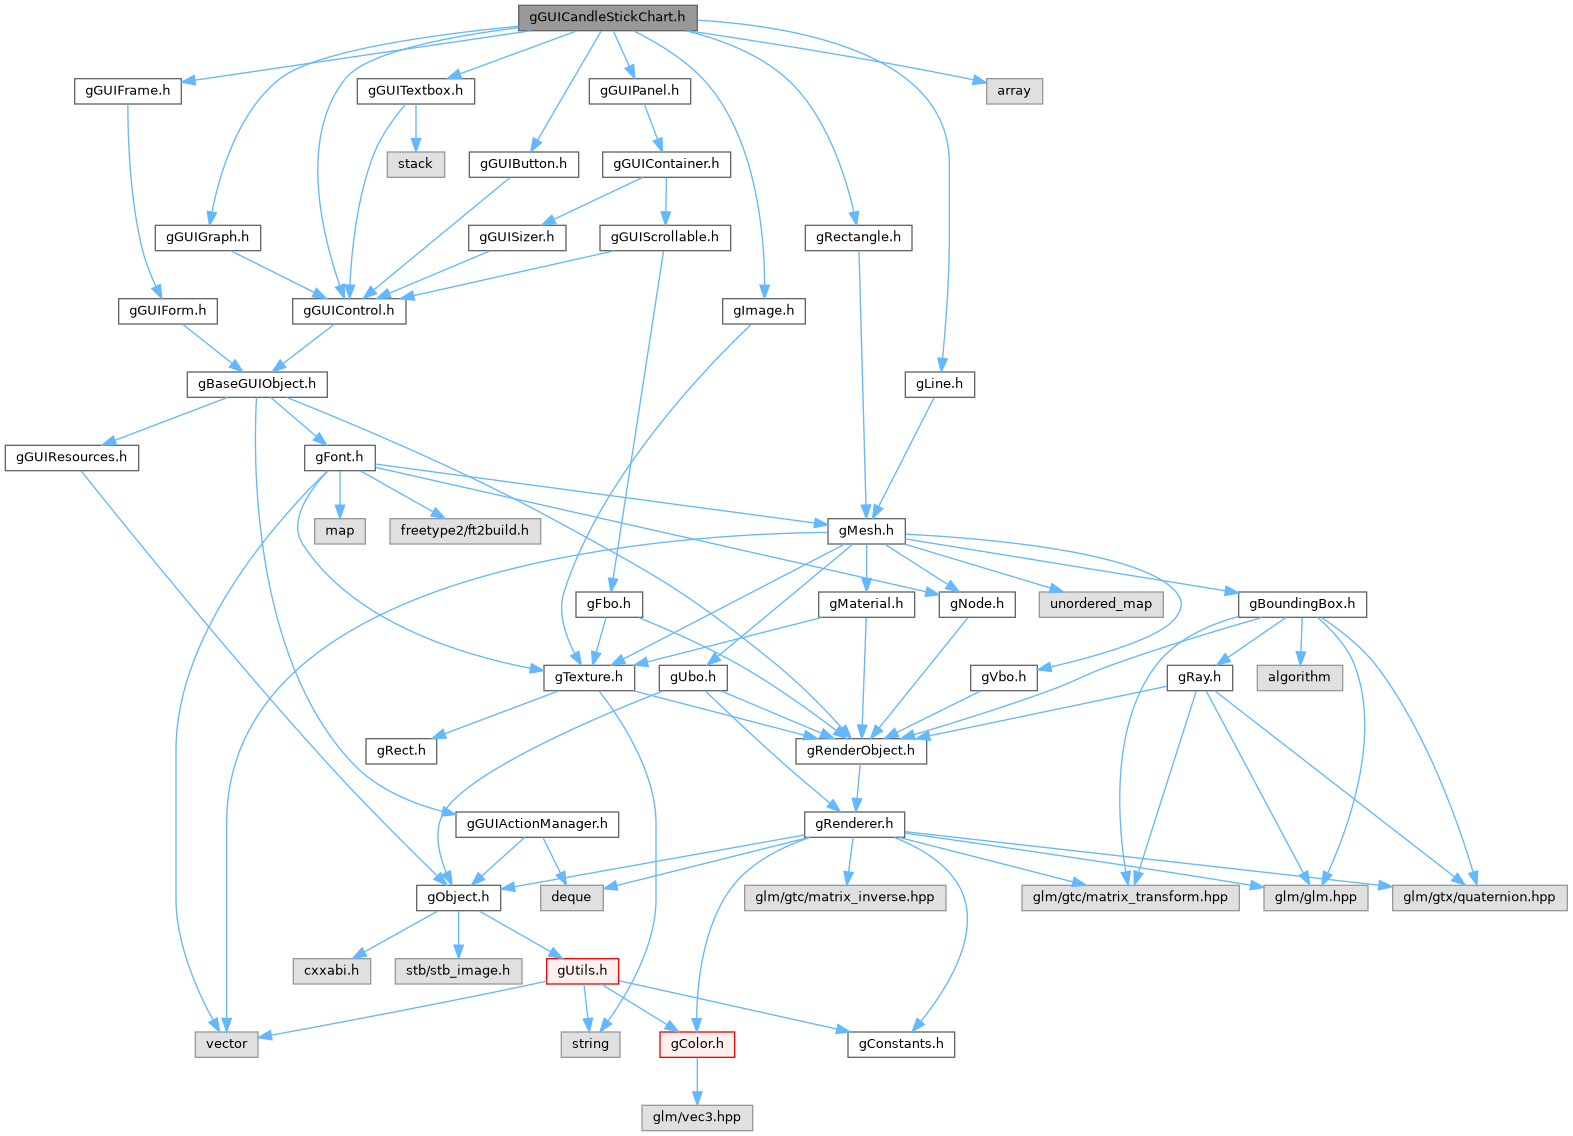 gGUICandleStickChart.h
gGUIFrame.h
gGUITextbox.h
gGUIPanel.h
array
stack
gGUIButton.h
gGUIContainer.h
gGUIGraph.h
gGUISizer.h
gGUIScrollable.h
gRectangle.h
gGUIForm.h
gGUIControl.h
gImage.h
gBaseGUIObject.h
gLine.h
gGUIResources.h
gFont.h
map
freetype2/ft2build.h
gMesh.h
gFbo.h
gMaterial.h
gNode.h
unordered_map
gBoundingBox.h
gTexture.h
gUbo.h
gVbo.h
gRay.h
algorithm
gRect.h
gRenderObject.h
gGUIActionManager.h
gRenderer.h
gObject.h
deque
glm/gtc/matrix_inverse.hpp
glm/gtc/matrix_transform.hpp
glm/glm.hpp
glm/gtx/quaternion.hpp
cxxabi.h
stb/stb_image.h
gUtils.h
vector
string
gColor.h
gConstants.h
glm/vec3.hpp